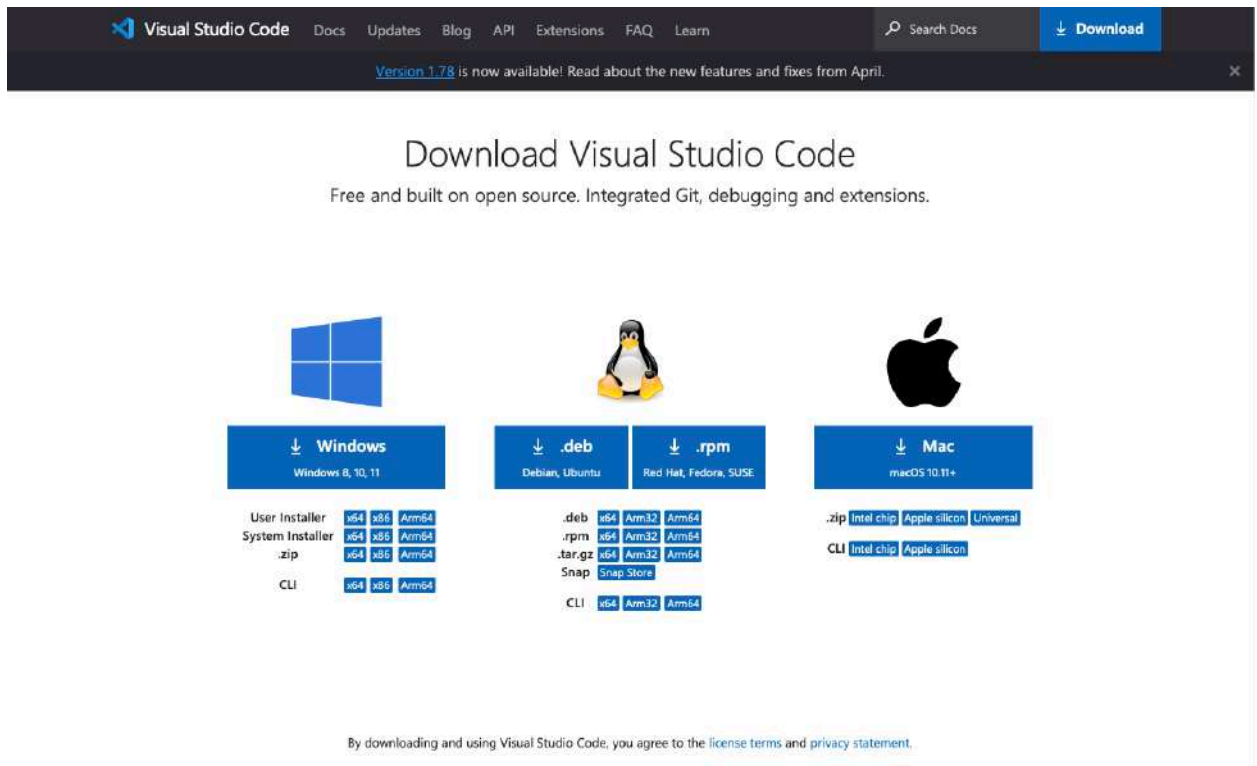 Visual Studio Code Docs Updates Blog API Extensions FAQ Learn Search Docs Download
Version 1.78 is now available! Read about the new features and fixes from April.
Download Visual Studio Code
Free and built on open source. Integrated Git, debugging and extensions.
Windows
Windows 8, 10, 11
User Installer x64 x86 Arm64
System Installer x64 x86 Arm64
.zip x64 x86 Arm64
CLI x64 x86 Arm64
.deb
Debian, Ubuntu
.rpm
Red Hat, Fedora, SUSE
.deb x64 Arm32 Arm64
.rpm x64 Arm32 Arm64
.tar.gz x64 Arm32 Arm64
Snap Snap Store
CLI x64 Arm32 Arm64
Mac
macOS 10.11+
.zip Intel chip Apple silicon Universal
CLI Intel chip Apple silicon
By downloading and using Visual Studio Code, you agree to the license terms and privacy statement.